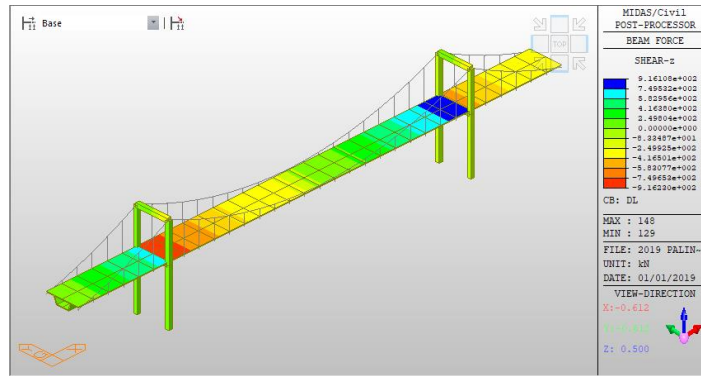 Base
TOP
MIDAS/Civil
POST-PROCESSOR
BEAM FORCE
SHEAR-z
9.16108e+002
7.49532e+002
5.82956e+002
4.16380e+002
2.49804e+002
0.00000e+000
-8.33487e+001
-2.49925e+002
-4.16501e+002
-5.83077e+002
-7.49653e+002
-9.16230e+002
CB: DL
MAX : 148
MIN : 129
FILE: 2019 PALIN~
UNIT: kN
DATE: 01/01/2019
VIEW-DIRECTION
X:-0.612
Z: 0.500